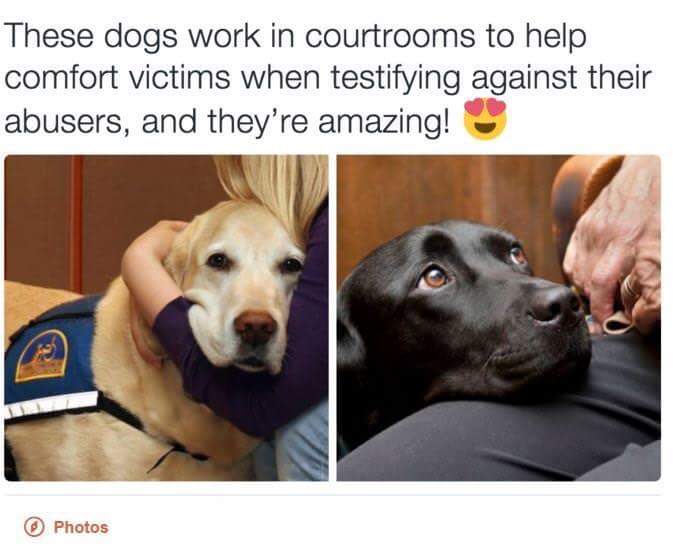 These dogs work in courtrooms to help
comfort victims when testifying against their
abusers, and they're amazing! 😍
Photos